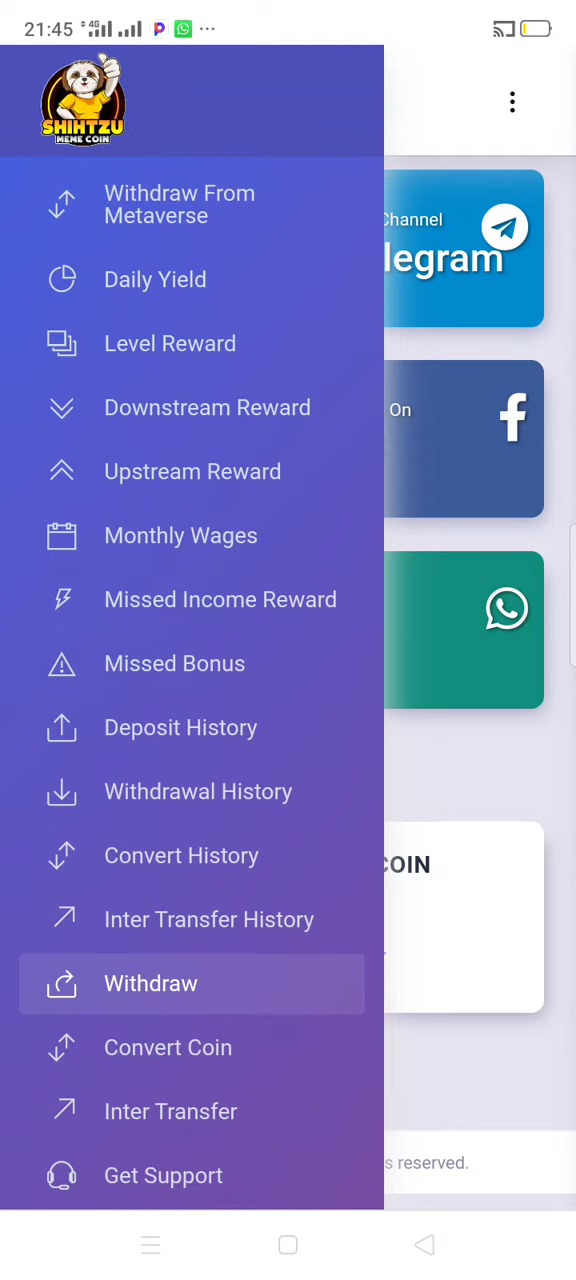 21:45 4G
SHIHTZU
MEME COIN
Withdraw From
Metaverse
Channel
legram
Daily Yield
Level Reward
Downstream Reward
On
Upstream Reward
Monthly Wages
Missed Income Reward
Missed Bonus
Deposit History
Withdrawal History
Convert History
COIN
Inter Transfer History
Withdraw
Convert Coin
Inter Transfer
s reserved.
Get Support